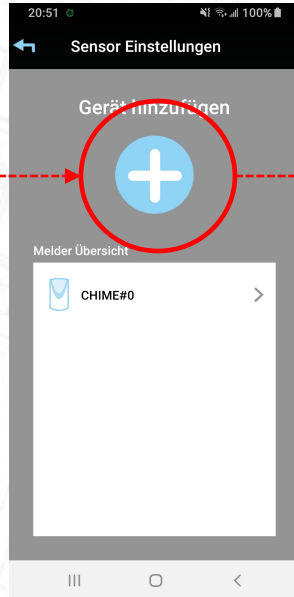 20:51 100%
Sensor Einstellungen
Gerät hinzufügen
Melder Übersicht
CHIME#0